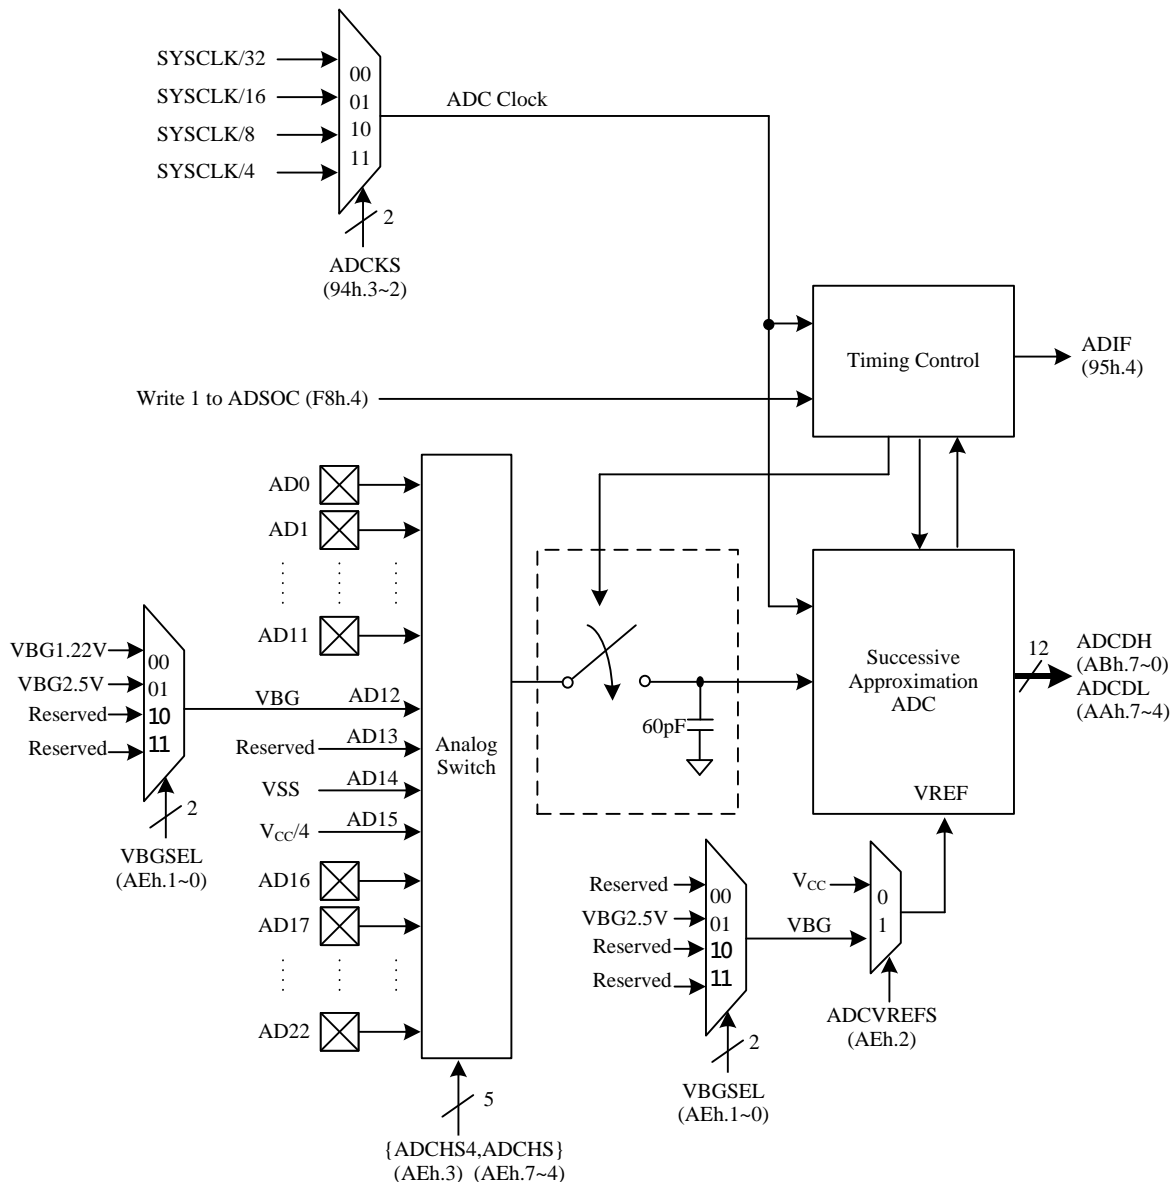 SYSCLK/32
SYSCLK/16
SYSCLK/8
SYSCLK/4
00
01
10
11
ADC Clock
2
ADCKS
(94h.3~2)
Timing Control
ADIF
(95h.4)
Write 1 to ADSOC (F8h.4)
AD0
AD1
AD11
VBG1.22V
VBG2.5V
Reserved
Reserved
00
01
10
11
2
VBGSEL
(AEh.1~0)
VBG
AD12
Reserved
AD13
VSS
AD14
VCC/4
AD15
AD16
AD17
AD22
Analog
Switch
5
{ADCHS4,ADCHS}
(AEh.3) (AEh.7~4)
60pF
Successive
Approximation
ADC
VREF
12
ADCDH
(ABh.7~0)
ADCDL
(AAh.7~4)
Reserved
VBG2.5V
Reserved
Reserved
00
01
10
11
2
VBGSEL
(AEh.1~0)
VCC
VBG
0
1
ADCVREFS
(AEh.2)